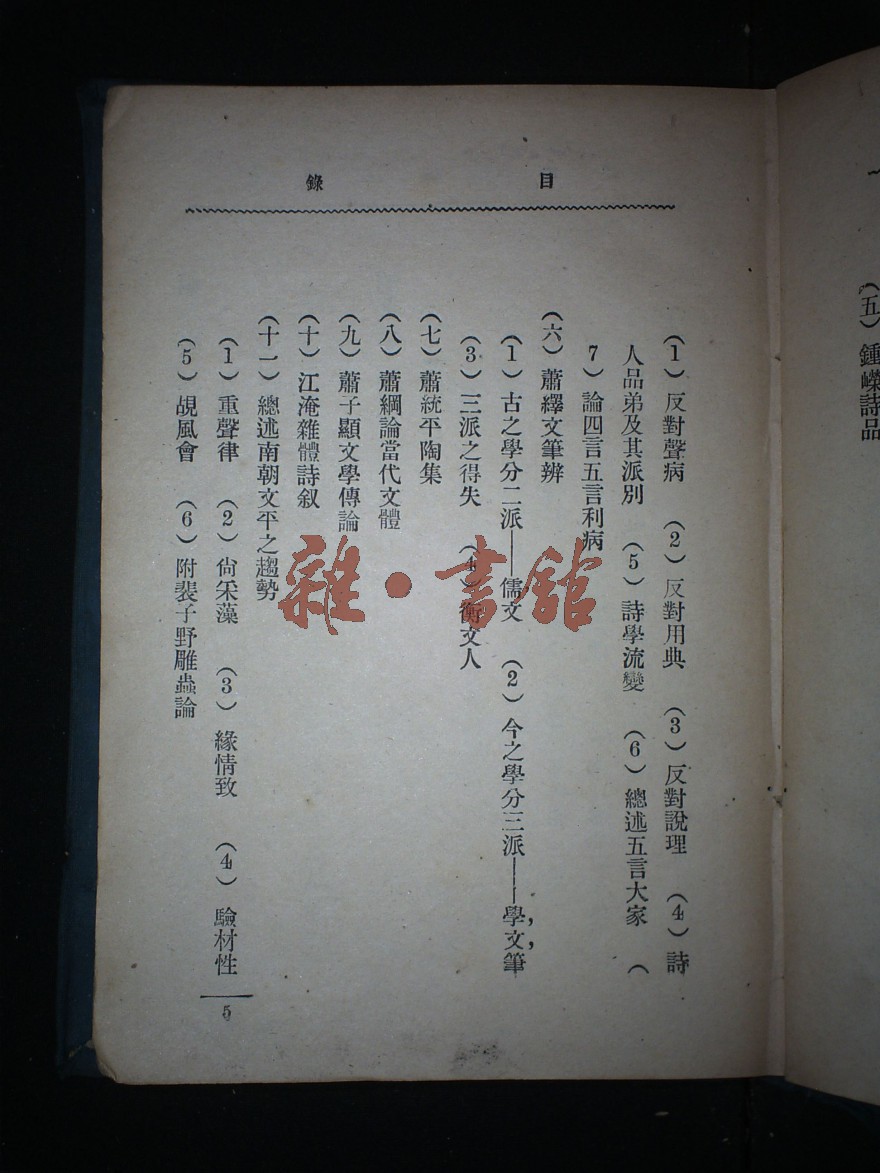 (五)鍾嶸詩品
目錄
(1)反對聲病 (2)反對用典 (3)反對說理 (4)詩
人品弟及其派別 (5)詩學流變 (6)總述五言大家 (
7)論四言五言利病
(六)蕭繹文筆辨
(1)古之學分二派——儒,文 (2)今之學分三派——學,文,筆
(3)三派之得失 (4)衡文人
(七)蕭統平陶集
(八)蕭綱論當代文體
(九)蕭子顯文學傳論
(十)江淹雜體詩叙
(十一)總述南朝文平之趨勢
(1)重聲律 (2)尙采藻 (3)緣情致 (4)驗材性
(5)覘風會 (6)附裴子野雕蟲論
5
雜·書舘